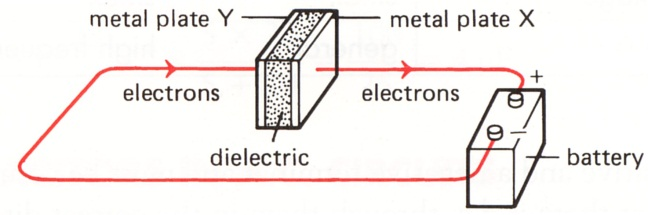 metal plate Y
metal plate X
electrons
electrons
+
−
dielectric
battery